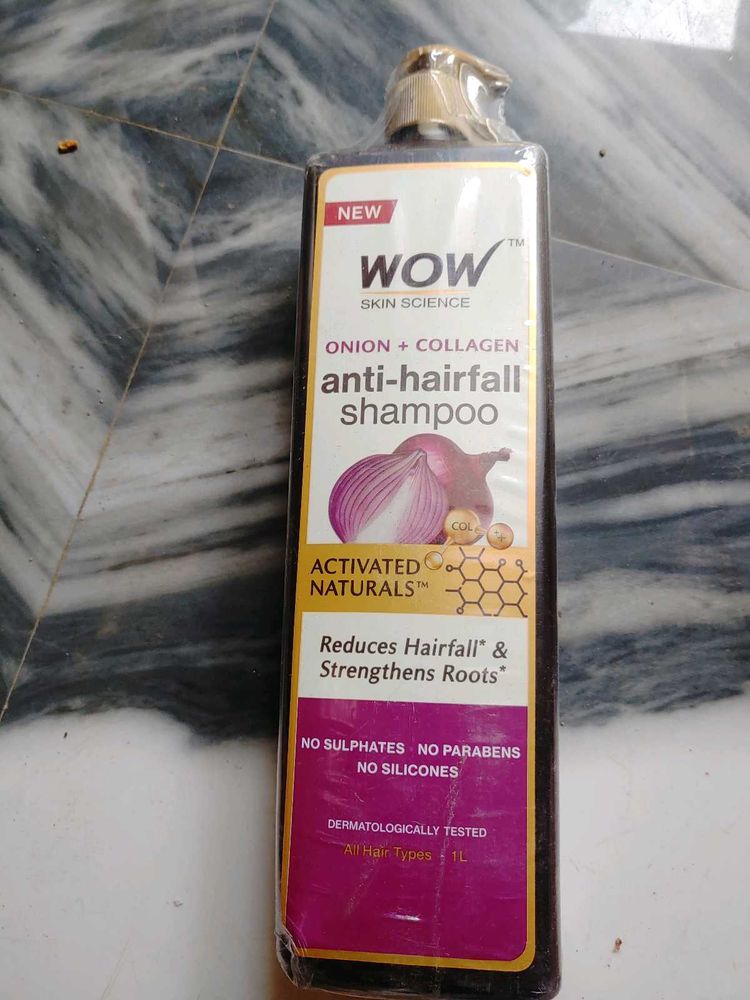 NEW
WOW™
SKIN SCIENCE
ONION + COLLAGEN
anti-hairfall
shampoo
COL
ACTIVATED
NATURALS™
Reduces Hairfall* &
Strengthens Roots*
NO SULPHATES NO PARABENS
NO SILICONES
DERMATOLOGICALLY TESTED
All Hair Types - 1L